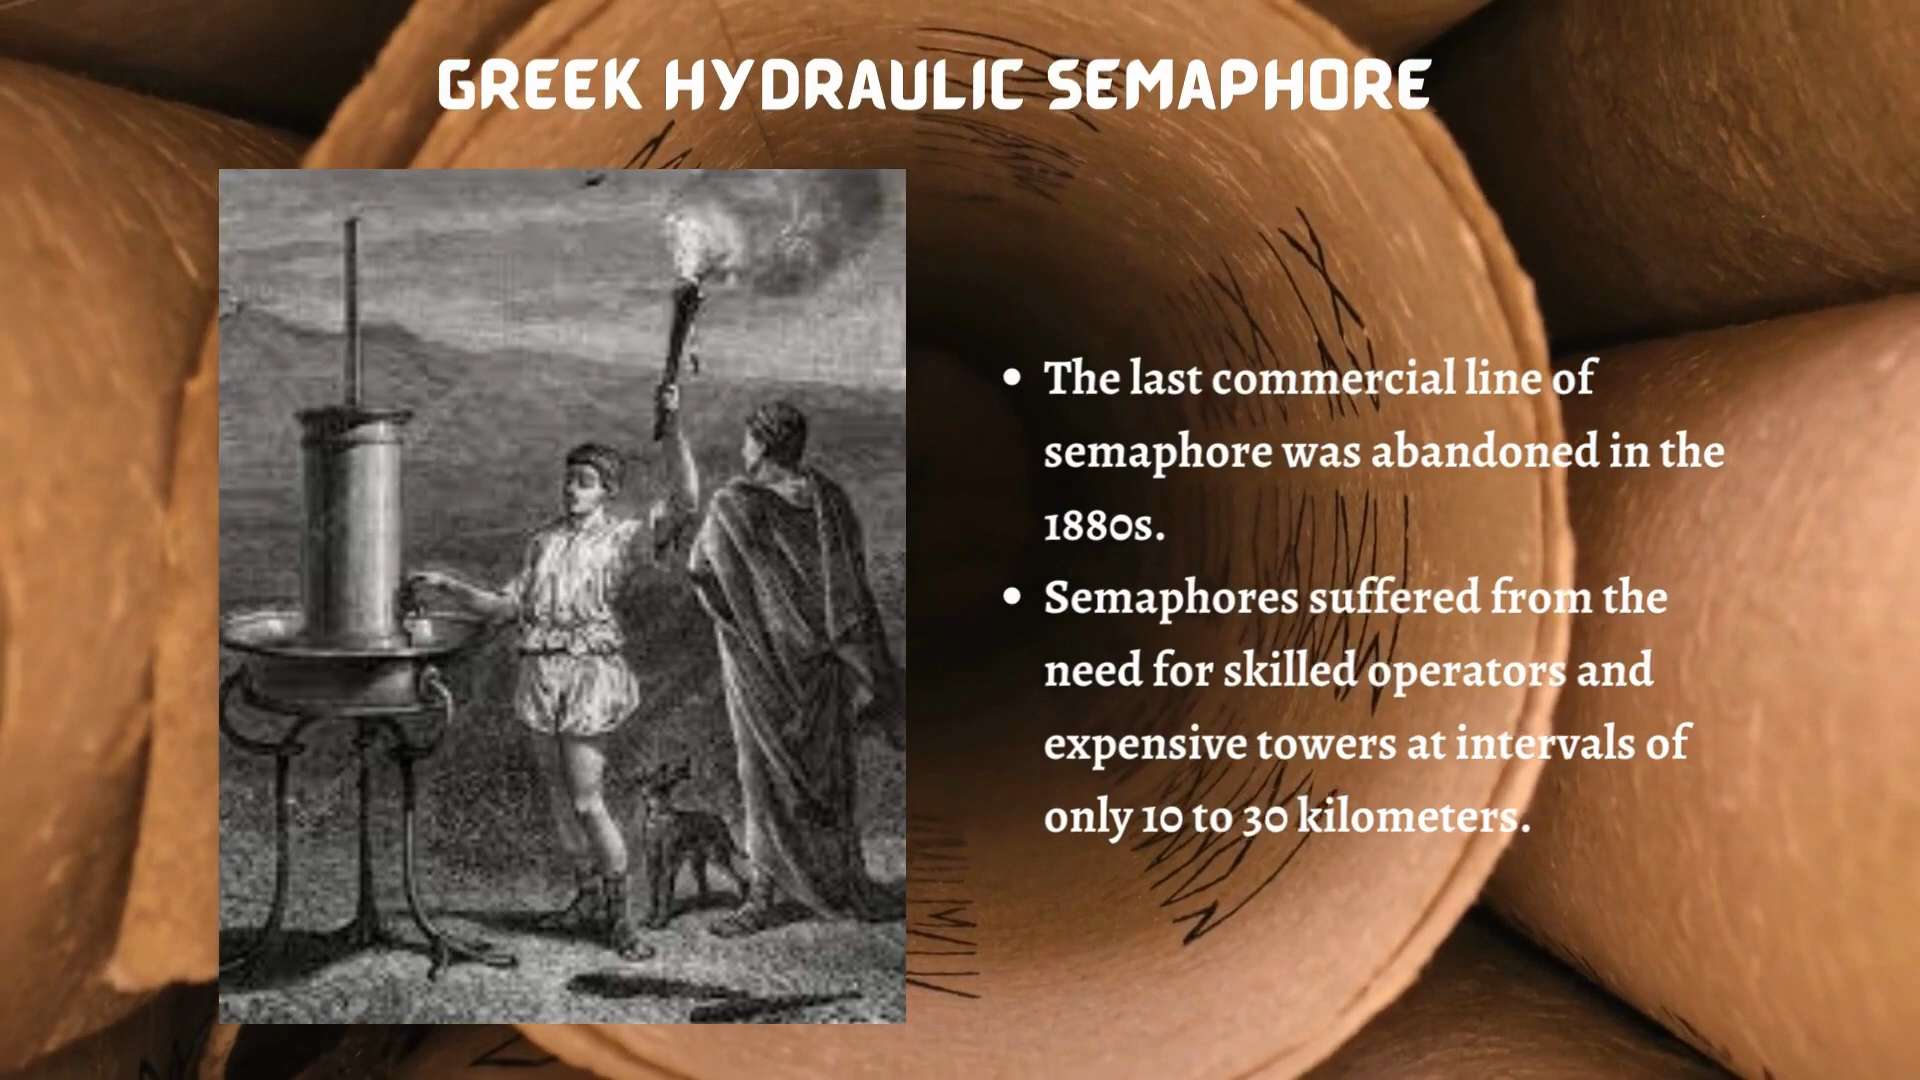 GREEK HYDRAULIC SEMAPHORE
• The last commercial line of
semaphore was abandoned in the
1880s.
• Semaphores suffered from the
need for skilled operators and
expensive towers at intervals of
only 10 to 30 kilometers.